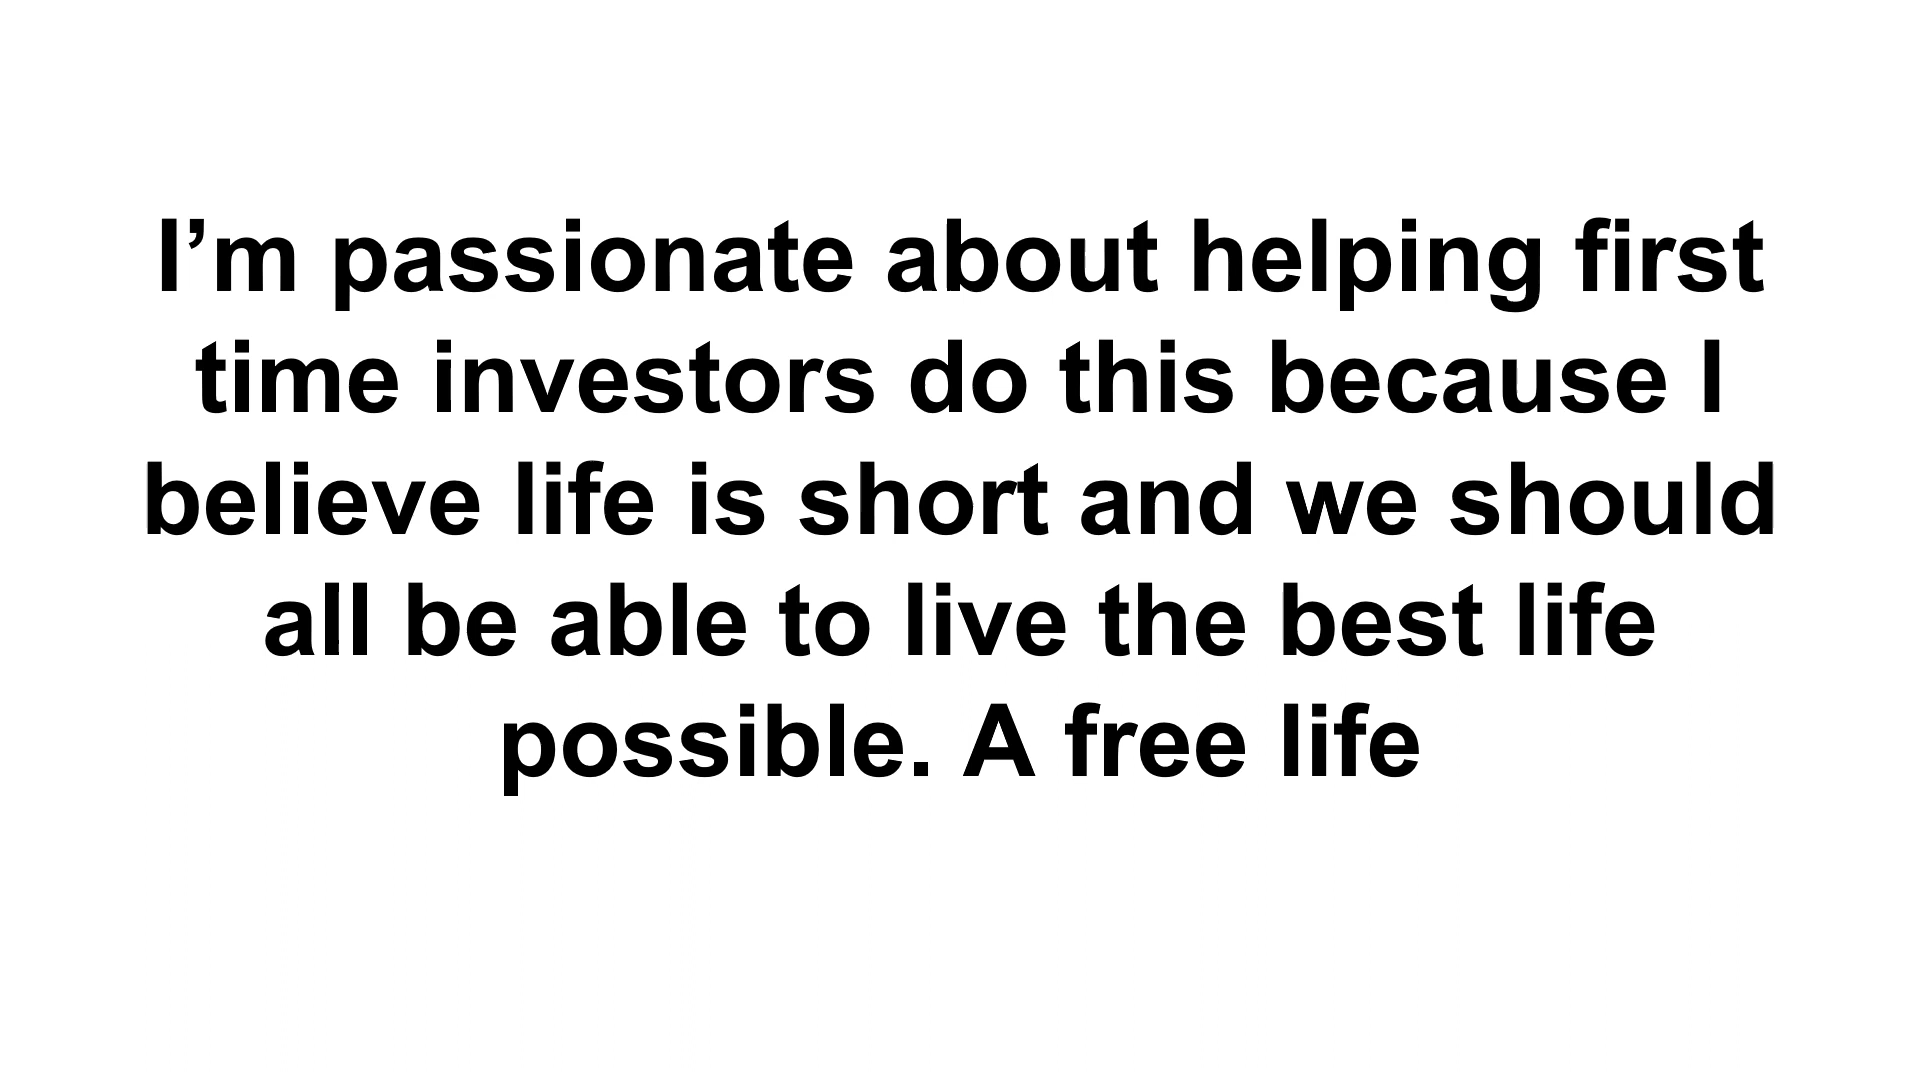 I’m passionate about helping first
time investors do this because I
believe life is short and we should
all be able to live the best life
possible. A free life